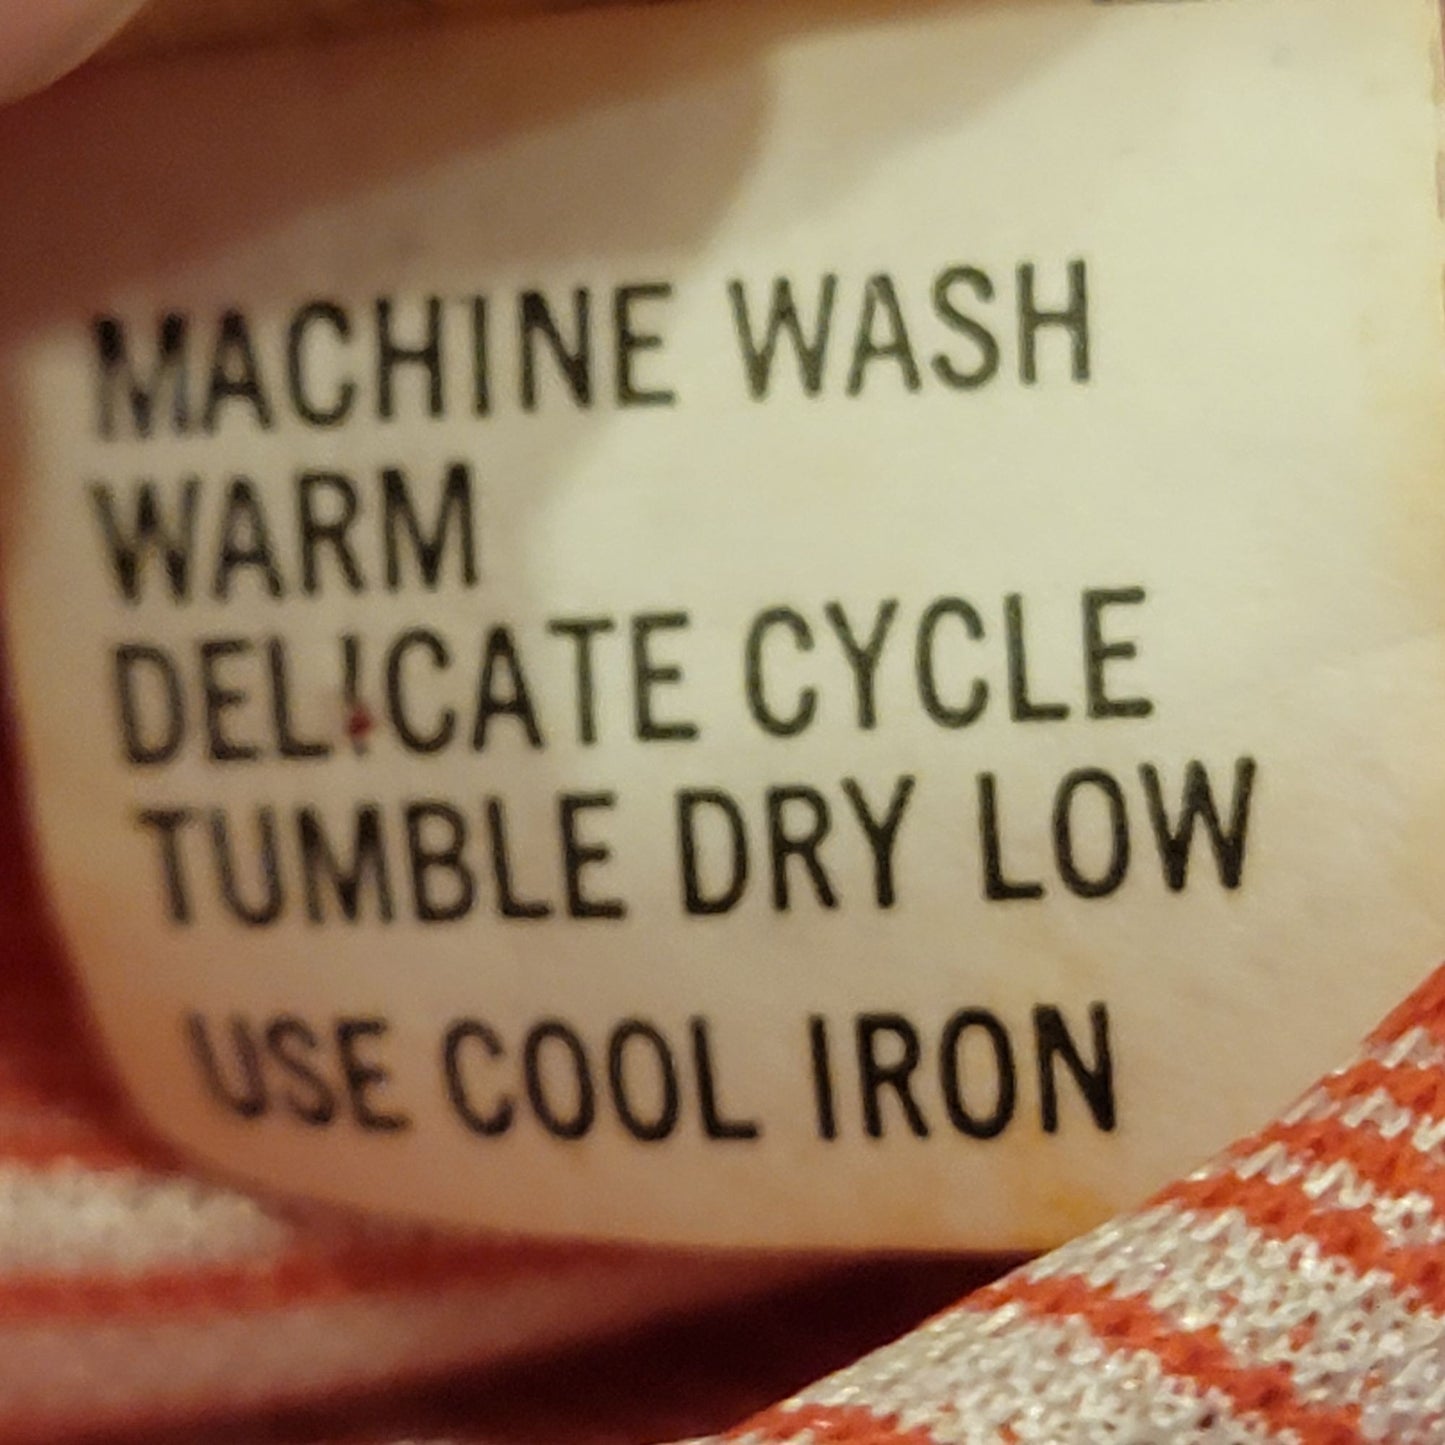 MACHINE WASH
WARM
DELICATE CYCLE
TUMBLE DRY LOW
USE COOL IRON